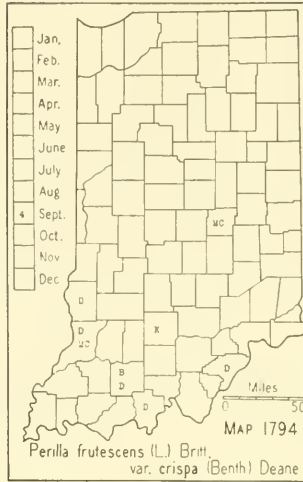 Jan.
Feb.
Mar.
Apr.
May
June
July
Aug
4 Sept.
Oct.
Nov
Dec
MC
D
D
MC
K
B
D
D
D
Miles
0 50
MAP 1794
Perilla frutescens (L.) Britt.
var. crispa (Benth) Deane